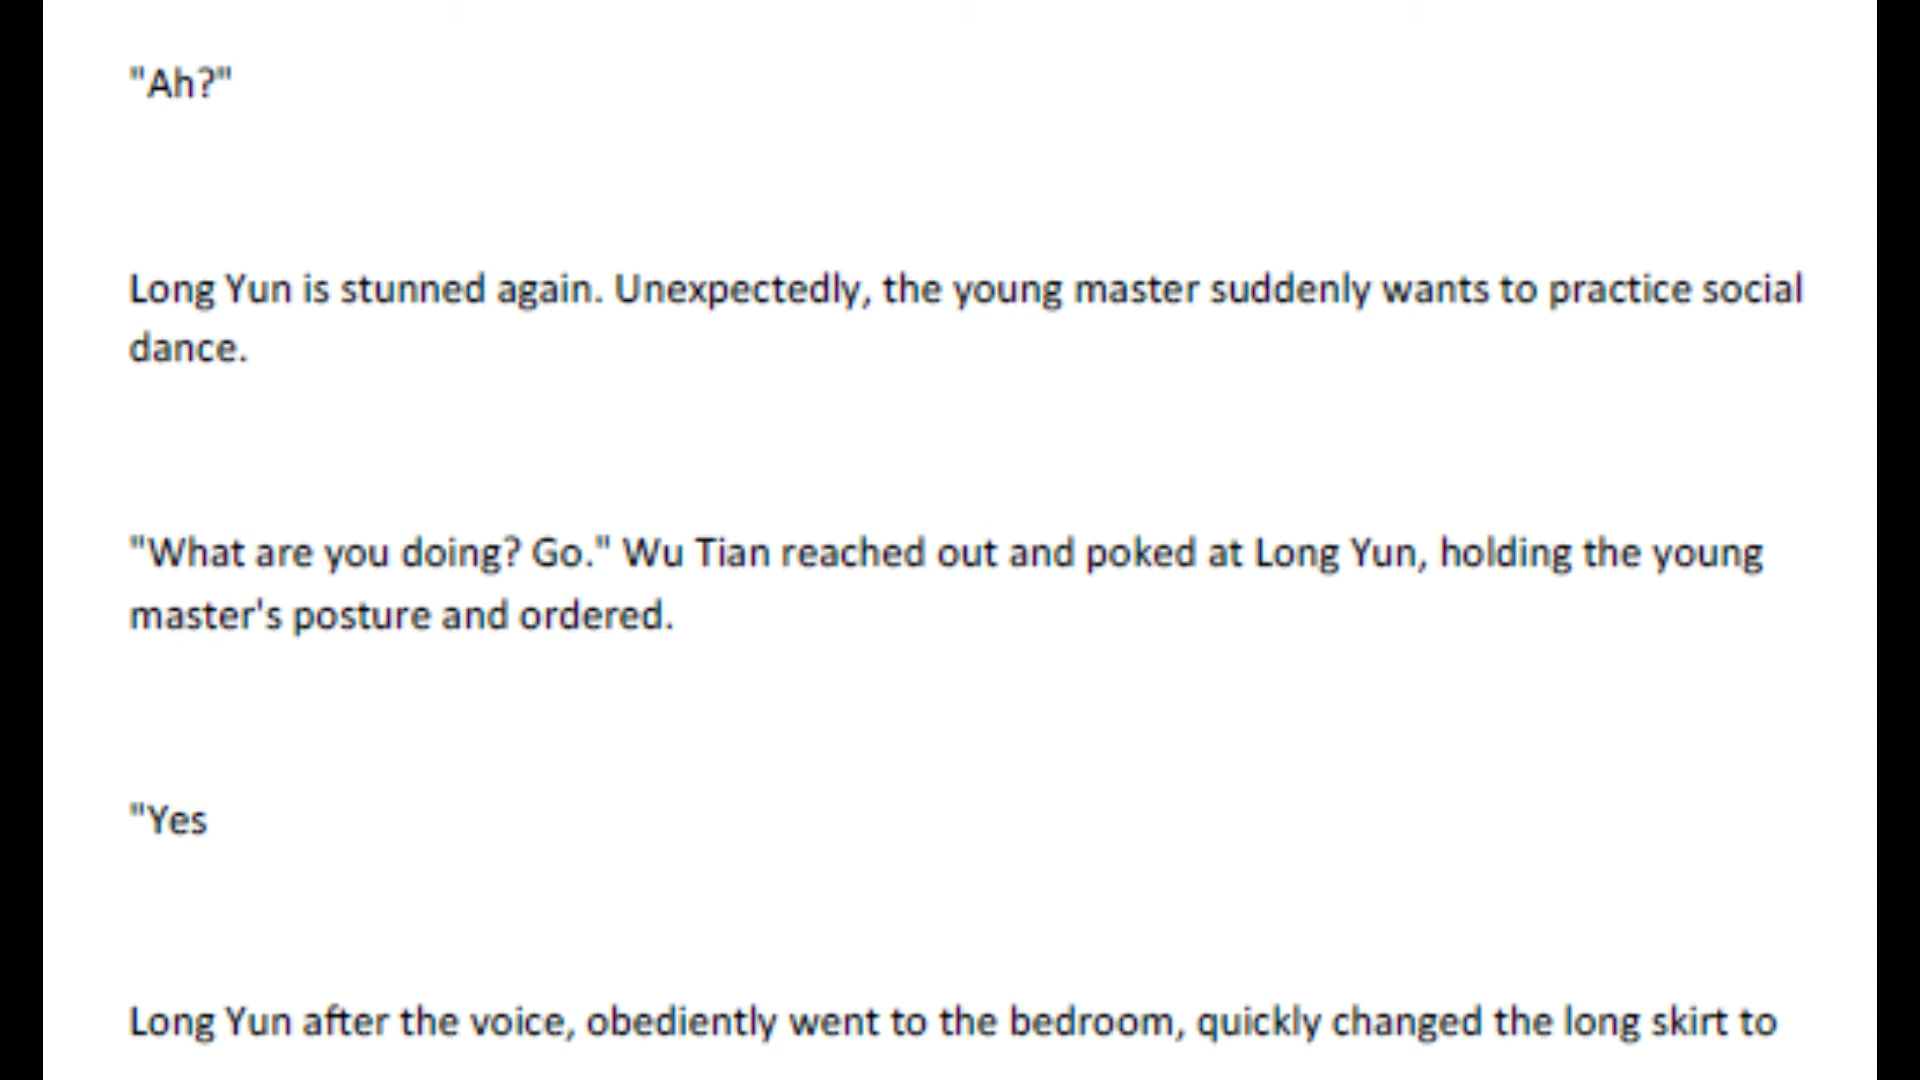 "Ah?"
Long Yun is stunned again. Unexpectedly, the young master suddenly wants to practice social
dance.
"What are you doing? Go." Wu Tian reached out and poked at Long Yun, holding the young
master's posture and ordered.
"Yes
Long Yun after the voice, obediently went to the bedroom, quickly changed the long skirt to